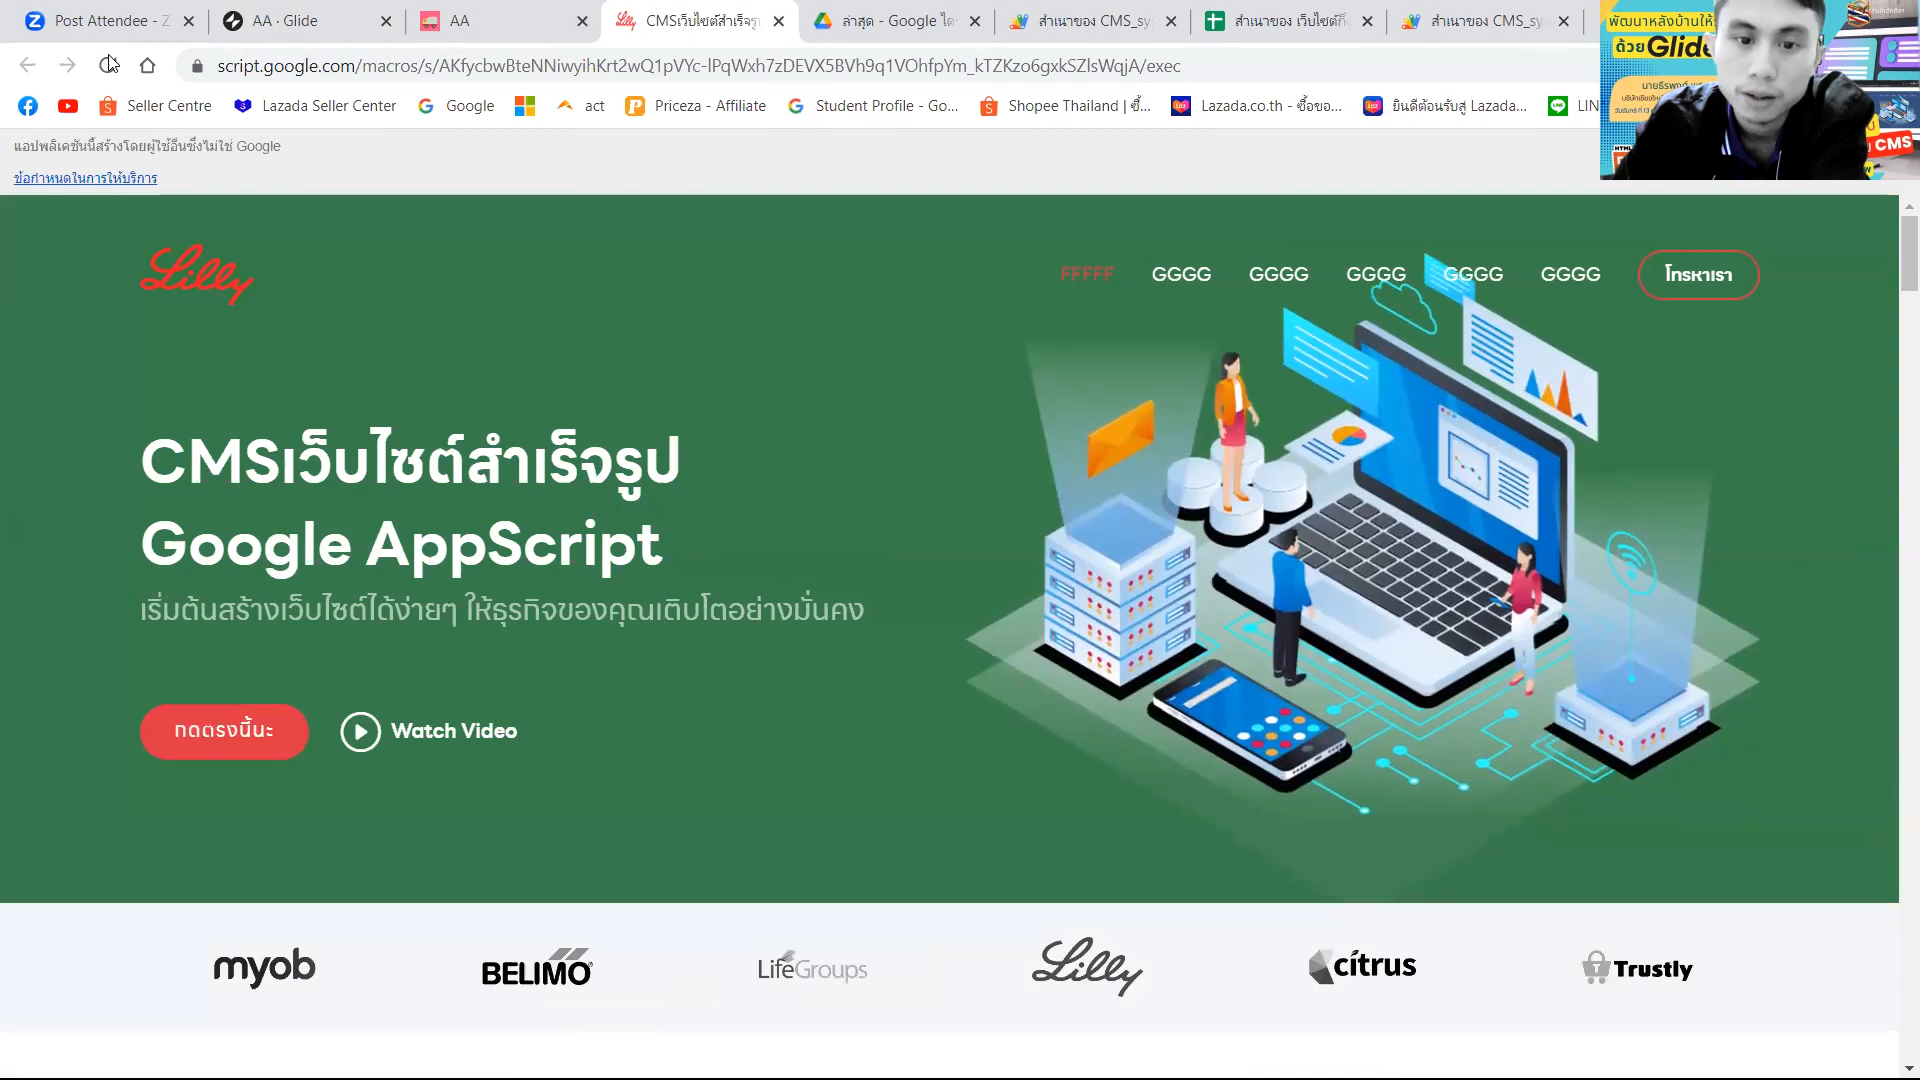 Post Attendee - Z
AA · Glide
AA
CMSเว็บไซต์สำเร็จรูป
ล่าสุด - Google ได
สำเนาของ CMS_sy
สำเนาของ เว็บไซต์กึ่
สำเนาของ CMS_sy
script.google.com/macros/s/AKfycbwBteNNiwyihKrt2wQ1pVYc-lPqWxh7zDEVX5BVh9q1VOhfpYm_kTZKzo6gxkSZlsWqjA/exec
Seller Centre
Lazada Seller Center
Google
act
Priceza - Affiliate
Student Profile - Go...
Shopee Thailand | ซื้...
Lazada.co.th - ซื้อขอ...
ยินดีต้อนรับสู่ Lazada...
LIN
พัฒนาหลังบ้านให้
ด้วย Glide
CMS
แอปพลิเคชันนี้สร้างโดยผู้ใช้อื่นซึ่งไม่ใช่ Google
ข้อกำหนดในการให้บริการ
Lilly
FFFFF
GGGG
GGGG
GGGG
GGGG
GGGG
โทรหาเรา
CMSเว็บไซต์สำเร็จรูป
Google AppScript
เริ่มต้นสร้างเว็บไซต์ได้ง่ายๆ ให้ธุรกิจของคุณเติบโตอย่างมั่นคง
กดตรงนี้นะ
Watch Video
myob
BELIMO
LifeGroups
Lilly
citrus
Trustly